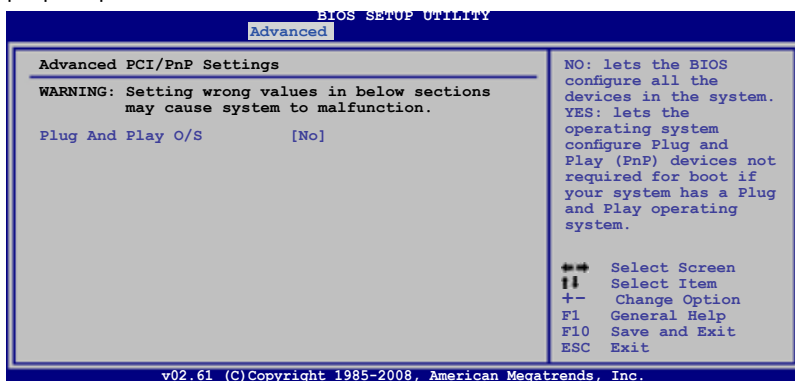 BIOS SETUP UTILITY
Advanced
Advanced PCI/PnP Settings
WARNING: Setting wrong values in below sections
may cause system to malfunction.
Plug And Play O/S [No]
NO: lets the BIOS
configure all the
devices in the system.
YES: lets the
operating system
configure Plug and
Play (PnP) devices not
required for boot if
your system has a Plug
and Play operating
system.
Select Screen
Select Item
+- Change Option
F1 General Help
F10 Save and Exit
ESC Exit
v02.61 (C)Copyright 1985-2008, American Megatrends, Inc.